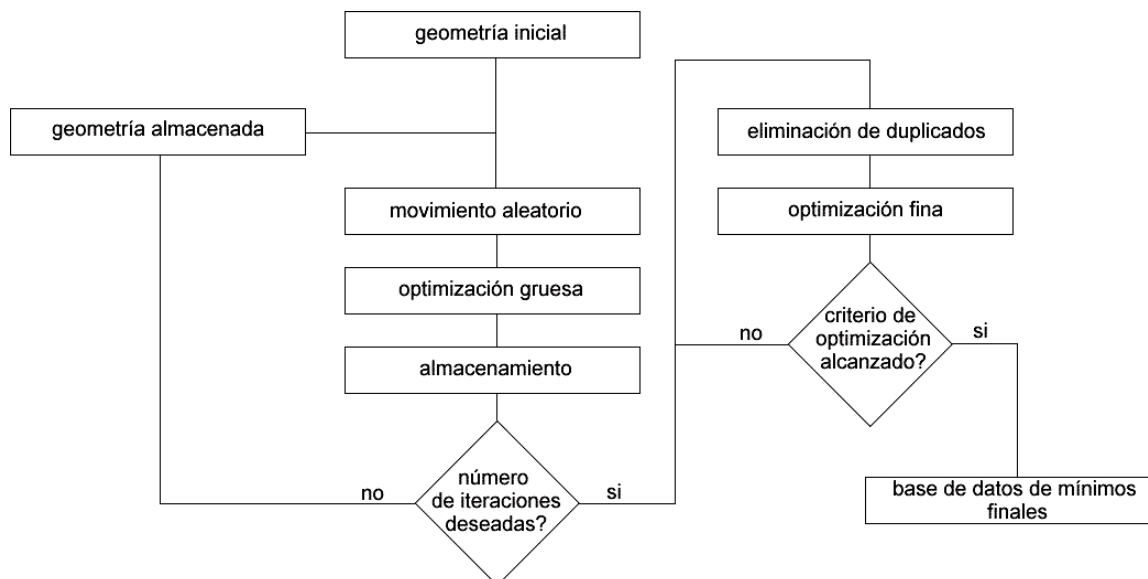 geometría inicial
geometría almacenada
movimiento aleatorio
optimización gruesa
almacenamiento
número
de iteraciones
deseadas?
no
si
eliminación de duplicados
optimización fina
criterio de
optimización
alcanzado?
no
si
base de datos de mínimos
finales